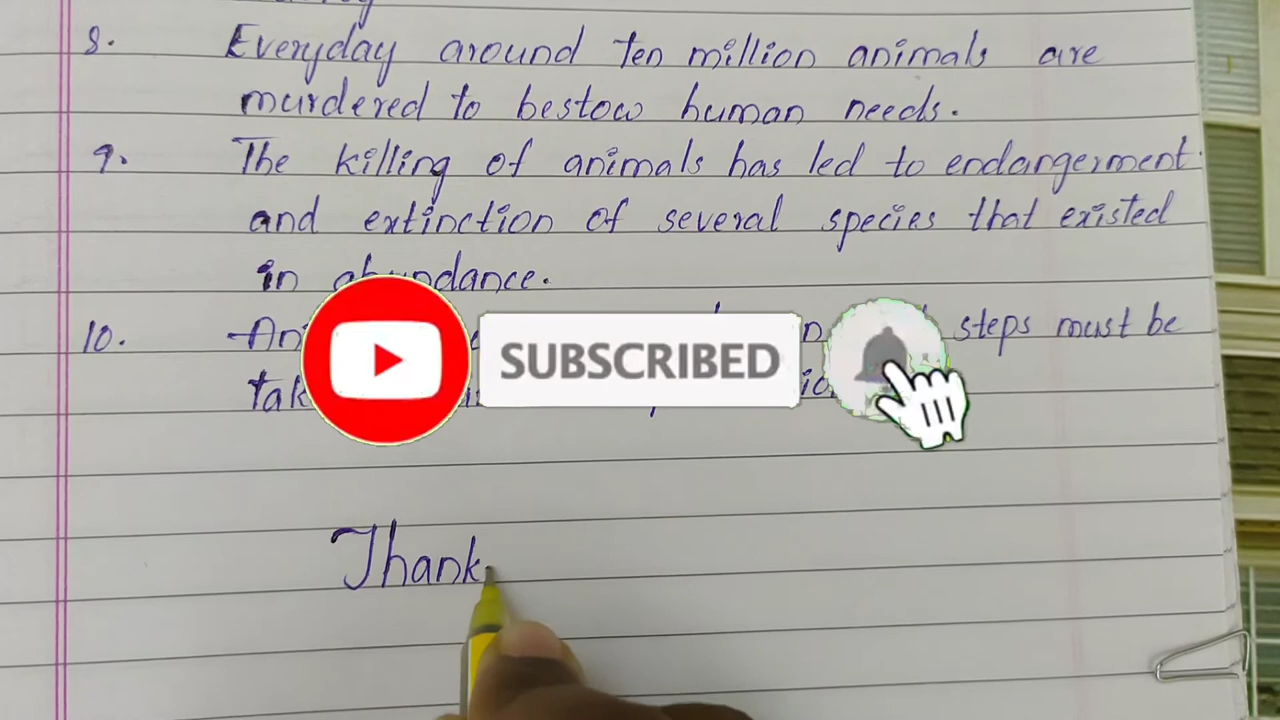 8. Everyday around ten million animals are
murdered to bestow human needs.
9. The killing of animals has led to endangerment
and extinction of several species that existed
in abundance.
10. steps must be
SUBSCRIBED
Thank